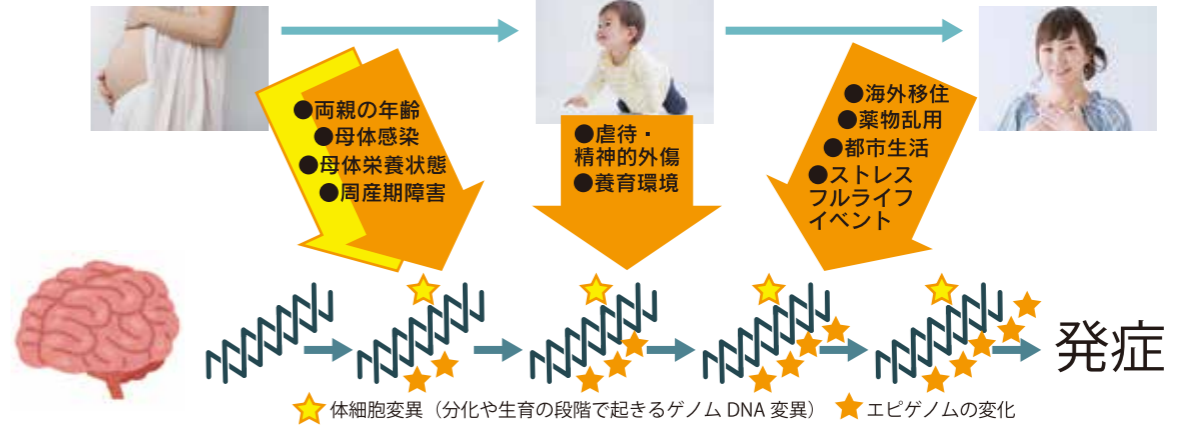 ●両親の年齢
●母体感染
●母体栄養状態
●周産期障害
●虐待・
精神的外傷
●養育環境
●海外移住
●薬物乱用
●都市生活
●ストレス
フルライフ
イベント
発症
体細胞変異（分化や生育の段階で起きるゲノム DNA 変異）
エピゲノムの変化